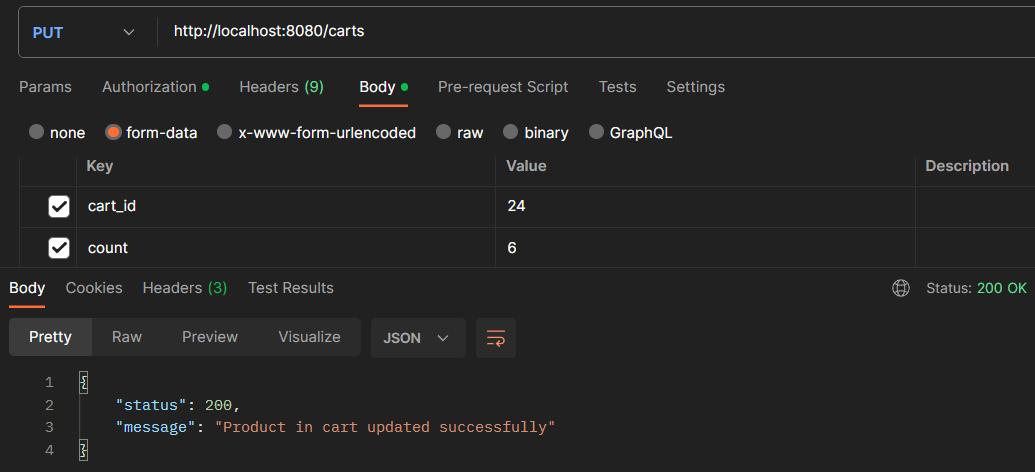 PUT http://localhost:8080/carts
Params Authorization Headers (9) Body Pre-request Script Tests Settings
none form-data x-www-form-urlencoded raw binary GraphQL
Key Value Description
cart_id 24
count 6
Body Cookies Headers (3) Test Results Status: 200 OK
Pretty Raw Preview Visualize JSON
1 {
2 "status": 200,
3 "message": "Product in cart updated successfully"
4 }